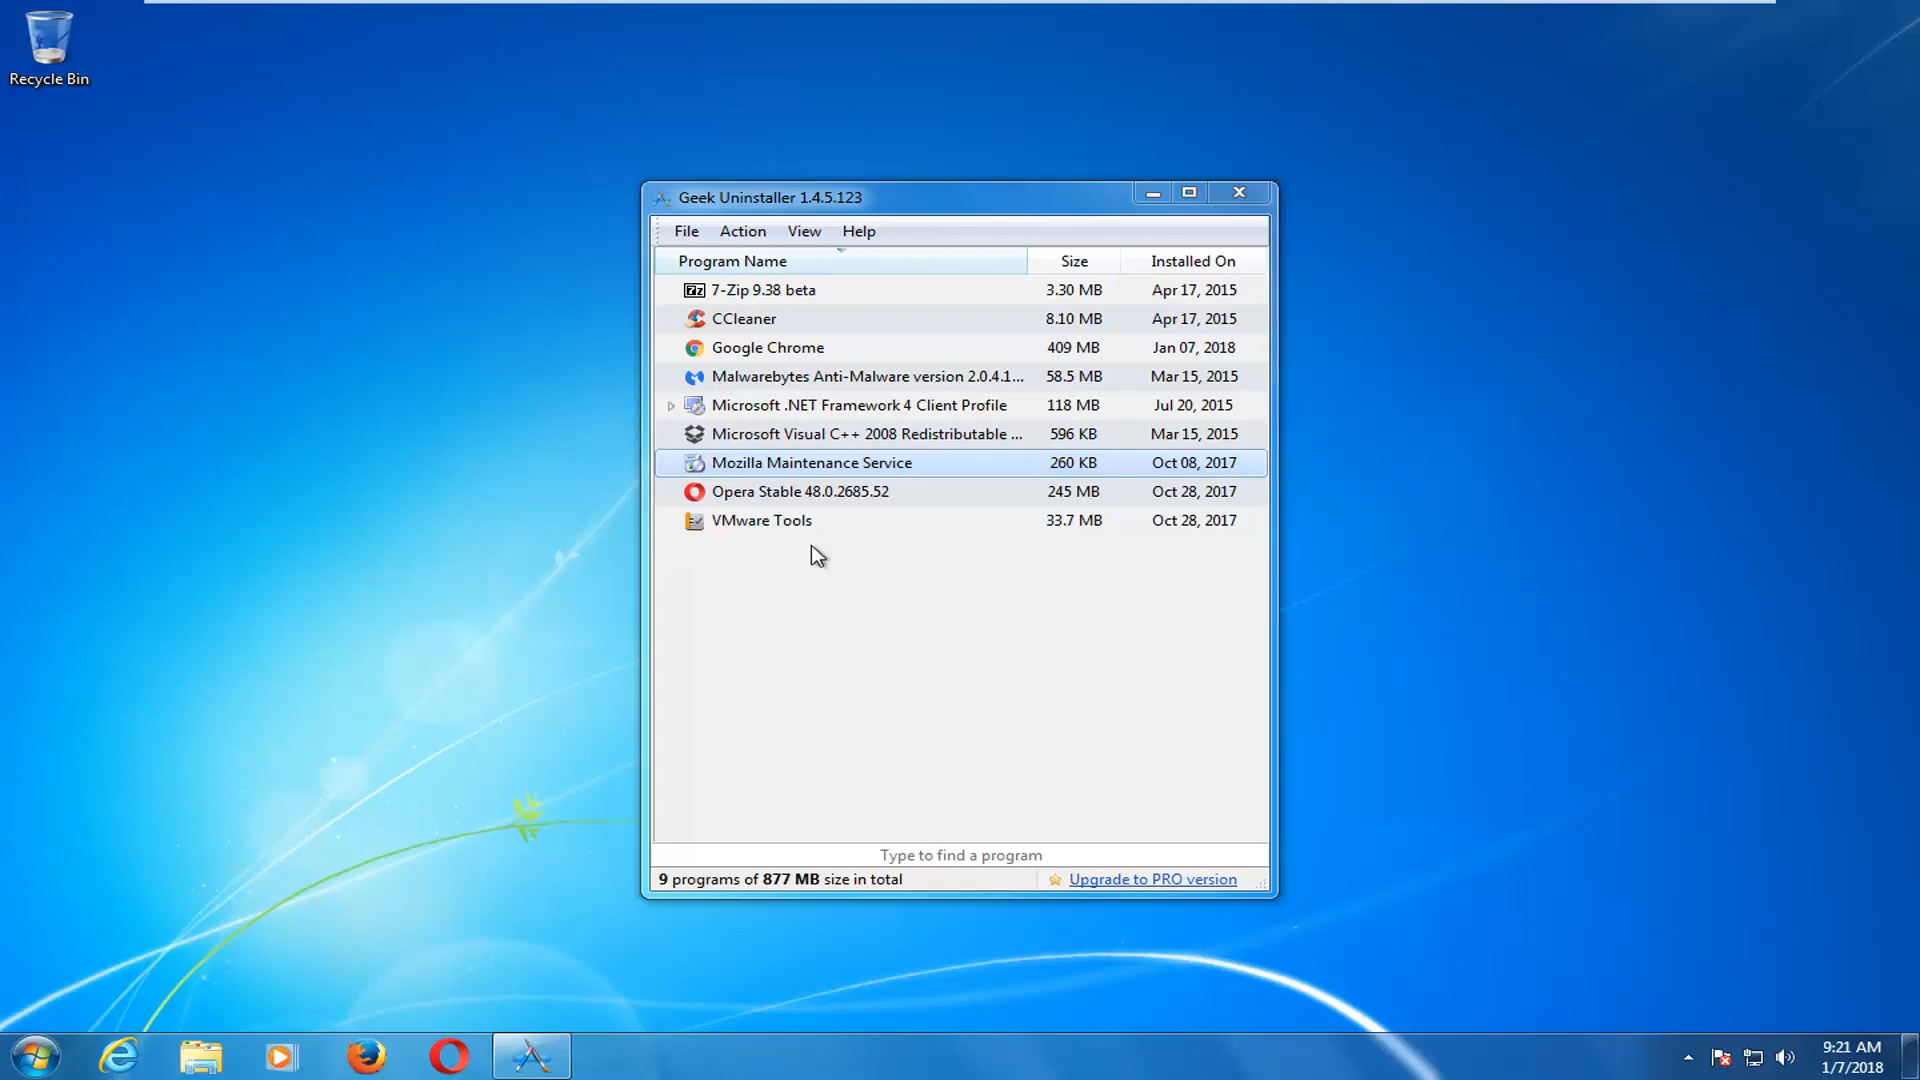 Recycle Bin
Geek Uninstaller 1.4.5.123
File Action View Help
Program Name Size Installed On
7z 7-Zip 9.38 beta 3.30 MB Apr 17, 2015
CCleaner 8.10 MB Apr 17, 2015
Google Chrome 409 MB Jan 07, 2018
Malwarebytes Anti-Malware version 2.0.4.1... 58.5 MB Mar 15, 2015
Microsoft .NET Framework 4 Client Profile 118 MB Jul 20, 2015
Microsoft Visual C++ 2008 Redistributable ... 596 KB Mar 15, 2015
Mozilla Maintenance Service 260 KB Oct 08, 2017
Opera Stable 48.0.2685.52 245 MB Oct 28, 2017
VMware Tools 33.7 MB Oct 28, 2017
Type to find a program
9 programs of 877 MB size in total Upgrade to PRO version
9:21 AM
1/7/2018